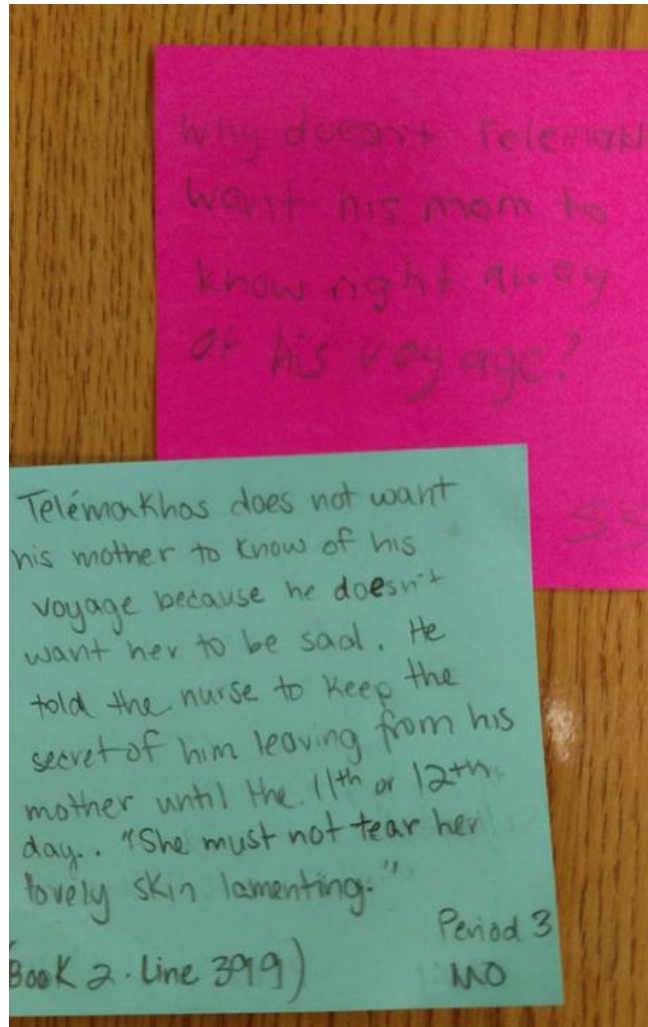 Why doesn't Telémakh
want his mom to
know right away
of his voyage?
SS
Telémakhos does not want
his mother to know of his
voyage because he doesn't
want her to be sad. He
told the nurse to keep the
secret of him leaving from his
mother until the 11th or 12th
day.. "She must not tear her
lovely skin lamenting."
(Book 2. Line 399)
Period 3
MO